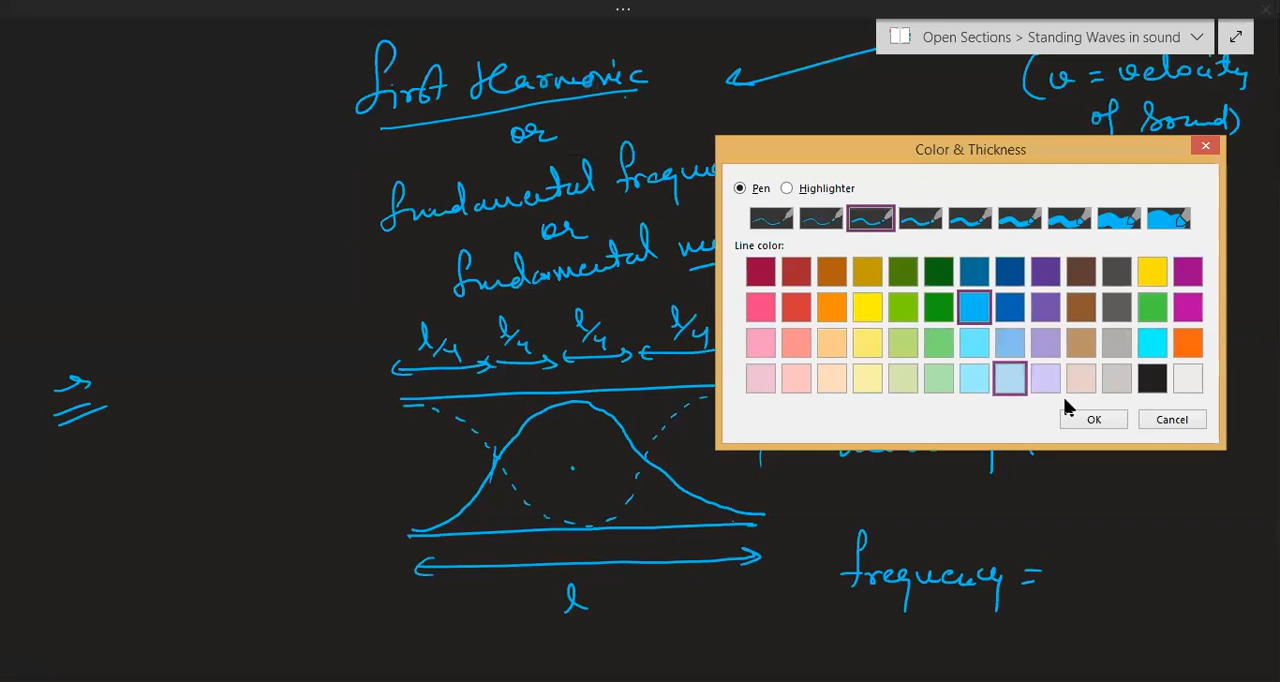 ...
Open Sections > Standing Waves in sound
First Harmonic
(v = velocity
of Sound)
or
fundamental freque
or
fundamental
l/4 l/4 l/4 l/4
Color & Thickness
Pen Highlighter
Line color:
OK Cancel
frequency =
l